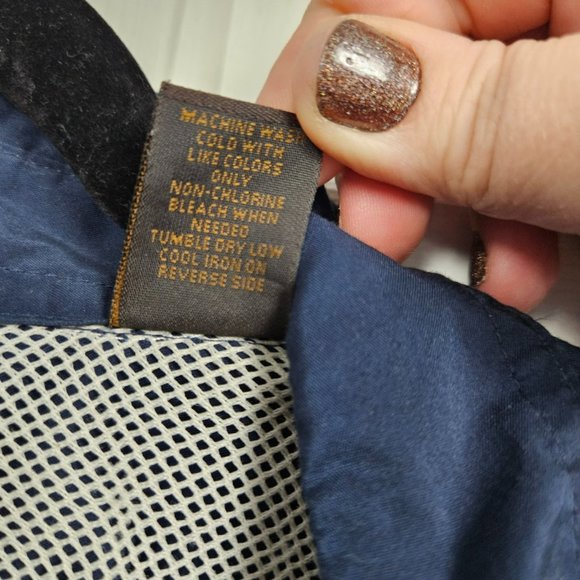 MACHINE WASH
COLD WITH
LIKE COLORS
ONLY
NON-CHLORINE
BLEACH WHEN
NEEDED
TUMBLE DRY LOW
COOL IRON ON
REVERSE SIDE